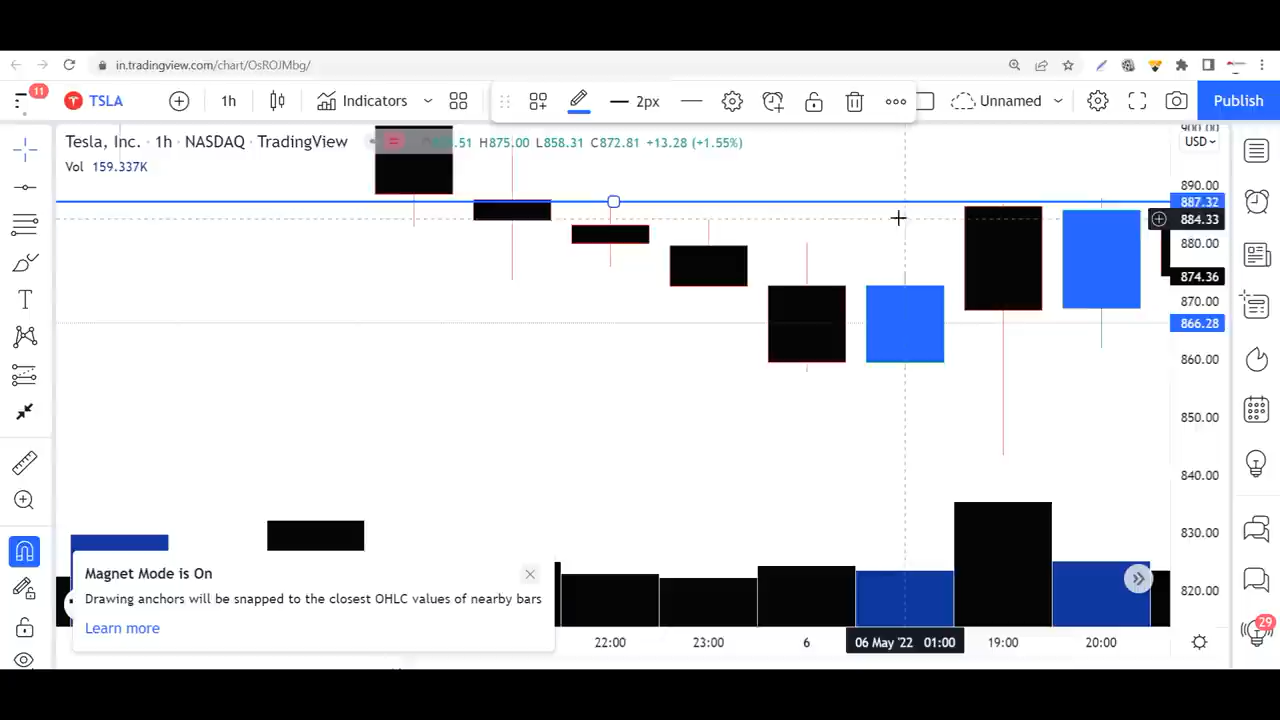 in.tradingview.com/chart/OsROJMbg/
11
TSLA
1h
Indicators
2px
Unnamed
Publish
Tesla, Inc. · 1h · NASDAQ · TradingView
H875.00 L858.31 C872.81 +13.28 (+1.55%)
Vol 159.337K
900.00
USD
890.00
887.32
884.33
880.00
874.36
870.00
866.28
860.00
850.00
840.00
830.00
820.00
Magnet Mode is On
Drawing anchors will be snapped to the closest OHLC values of nearby bars
Learn more
22:00
23:00
6
06 May '22 01:00
19:00
20:00
29